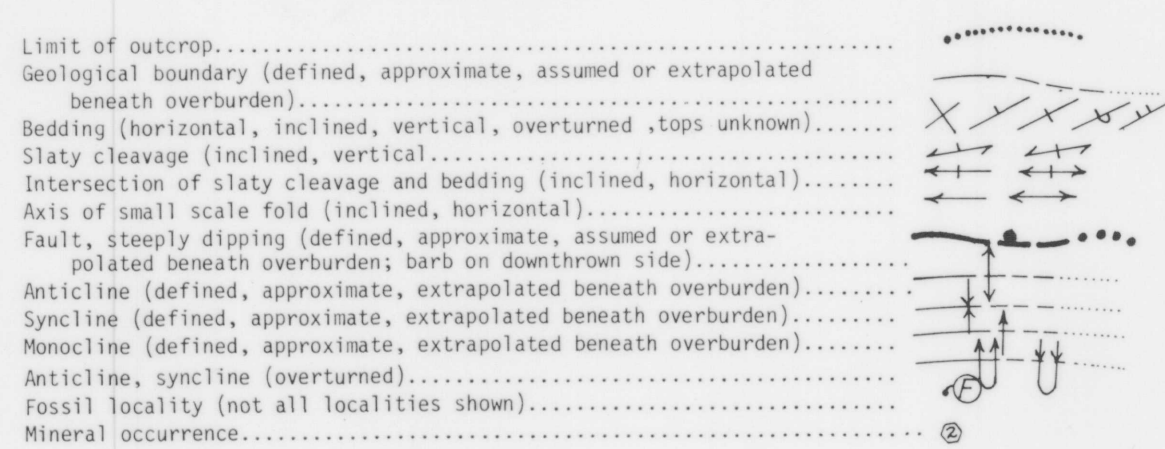 Limit of outcrop...............................................................
Geological boundary (defined, approximate, assumed or extrapolated
beneath overburden).......................................................
Bedding (horizontal, inclined, vertical, overturned ,tops unknown).......
Slaty cleavage (inclined, vertical..........................................
Intersection of slaty cleavage and bedding (inclined, horizontal)........
Axis of small scale fold (inclined, horizontal)............................
Fault, steeply dipping (defined, approximate, assumed or extra-
polated beneath overburden; barb on downthrown side)..................
Anticline (defined, approximate, extrapolated beneath overburden).........
Syncline (defined, approximate, extrapolated beneath overburden).........
Monocline (defined, approximate, extrapolated beneath overburden)........
Anticline, syncline (overturned)............................................
Fossil locality (not all localities shown)................................. F
Mineral occurrence.............................................................. 2